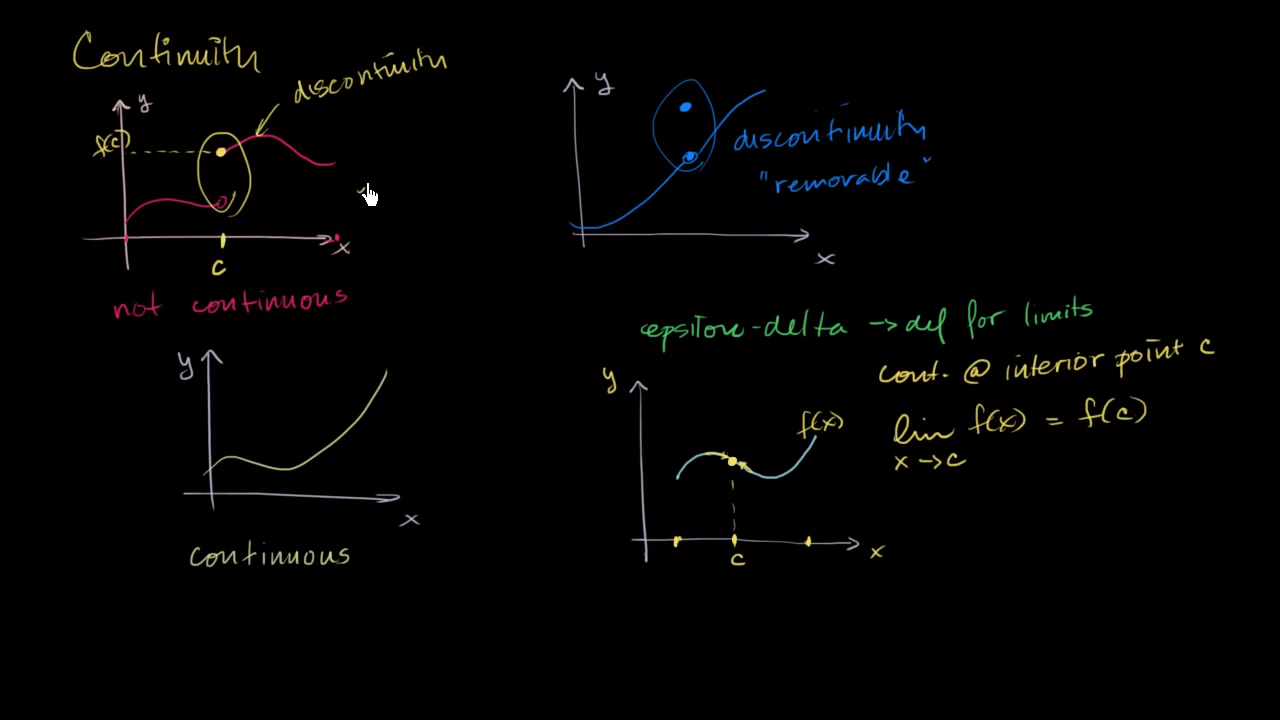 Continuity
discontinuity
y
f(c)
x
c
not continuous
y
discontinuity
"removable"
x
y
x
continuous
epsilon-delta → def for limits
cont. @ interior point c
lim f(x) = f(c)
x → c
y
f(x)
c
x